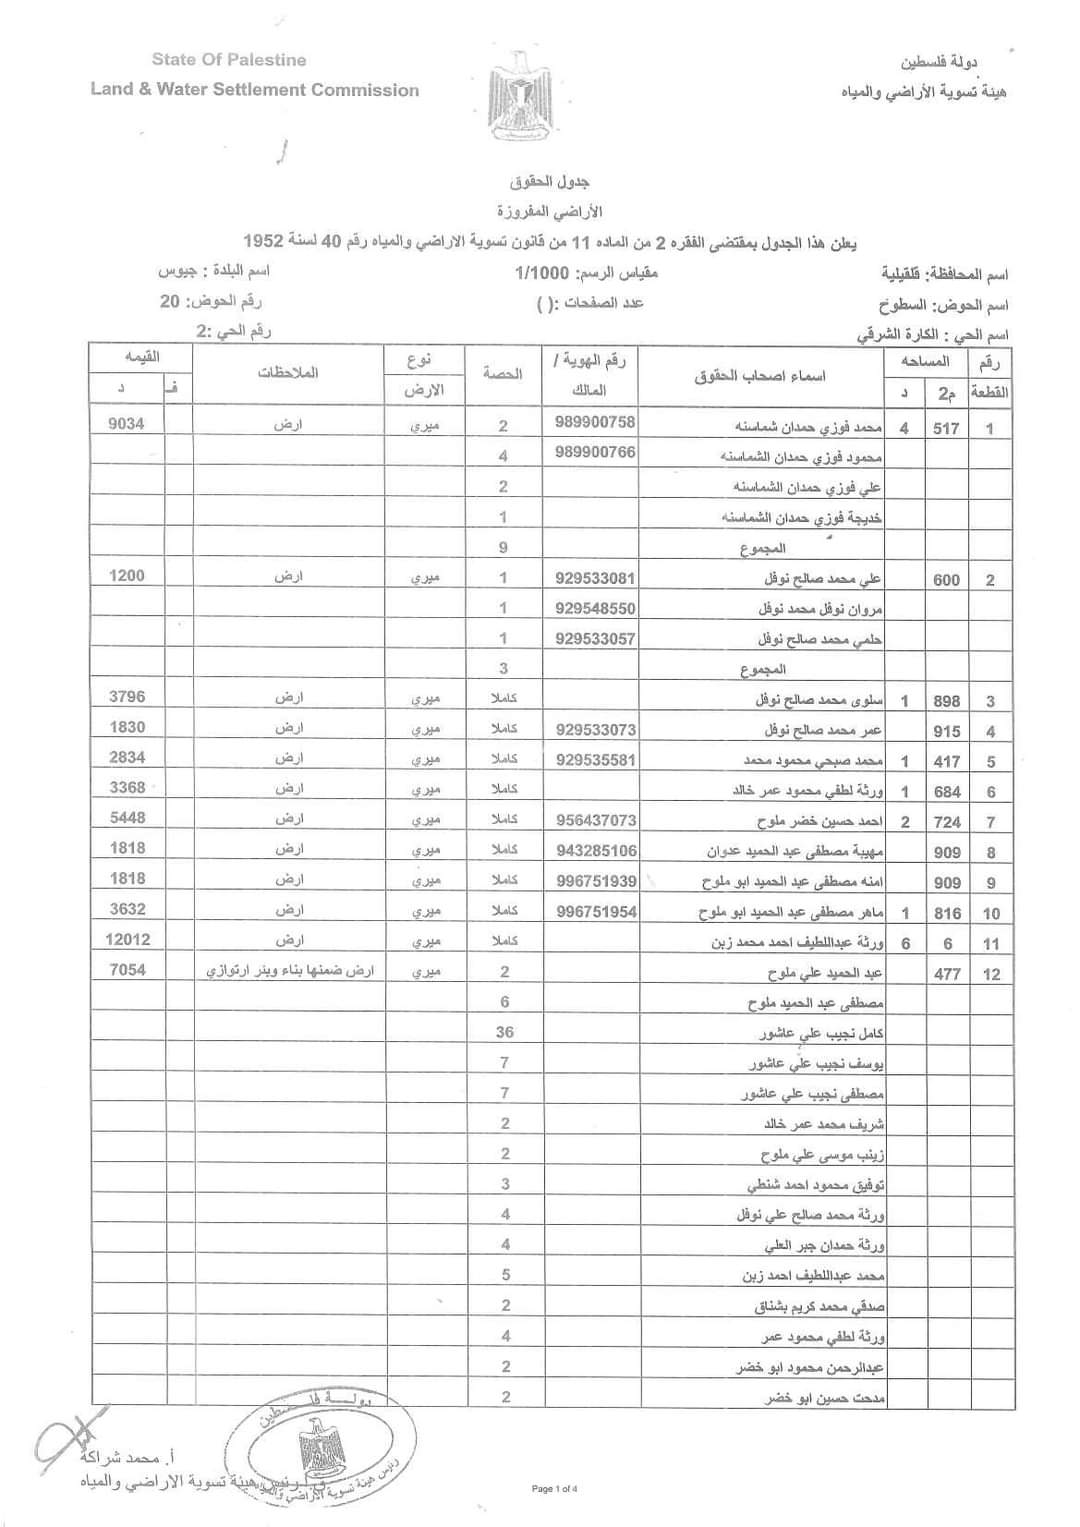 State Of Palestine
Land & Water Settlement Commission
دولة فلسطين
هيئة تسوية الأراضي والمياه
جدول الحقوق
الأراضي المفروزة
يعلن هذا الجدول بمقتضى الفقره 2 من الماده 11 من قانون تسوية الاراضي والمياه رقم 40 لسنة 1952
اسم المحافظة: قلقيلية مقياس الرسم: 1/1000 اسم البلدة : جيوس
اسم الحوض: السطوح عدد الصفحات :( ) رقم الحوض: 20
اسم الحي : الكارة الشرقي رقم الحي :2
رقم القطعة المساحه م2 د اسماء اصحاب الحقوق رقم الهوية / المالك الحصة نوع الارض الملاحظات القيمه ف د
1 517 4 محمد فوزي حمدان شماسنه 989900758 2 ميري ارض 9034
محمود فوزي حمدان الشماسنه 989900766 4
علي فوزي حمدان الشماسنه 2
خديجة فوزي حمدان الشماسنه 1
المجموع 9
2 600 علي محمد صالح نوفل 929533081 1 ميري ارض 1200
مروان نوفل محمد نوفل 929548550 1
حلمي محمد صالح نوفل 929533057 1
المجموع 3
3 898 1 سلوى محمد صالح نوفل كاملا ميري ارض 3796
4 915 عمر محمد صالح نوفل 929533073 كاملا ميري ارض 1830
5 417 1 محمد صبحي محمود محمد 929535581 كاملا ميري ارض 2834
6 684 1 ورثة لطفي محمود عمر خالد كاملا ميري ارض 3368
7 724 2 احمد حسين خضر ملوح 956437073 كاملا ميري ارض 5448
8 909 مهيبة مصطفى عبد الحميد عدوان 943285106 كاملا ميري ارض 1818
9 909 امنه مصطفى عبد الحميد ابو ملوح 996751939 كاملا ميري ارض 1818
10 816 1 ماهر مصطفى عبد الحميد ابو ملوح 996751954 كاملا ميري ارض 3632
11 6 6 ورثة عبداللطيف احمد محمد زبن كاملا ميري ارض 12012
12 477 عبد الحميد علي ملوح 2 ميري ارض ضمنها بناء وبئر ارتوازي 7054
مصطفى عبد الحميد ملوح 6
كامل نجيب علي عاشور 36
يوسف نجيب علي عاشور 7
مصطفى نجيب علي عاشور 7
شريف محمد عمر خالد 2
زينب موسى علي ملوح 2
توفيق محمود احمد شنطي 3
ورثة محمد صالح علي نوفل 4
ورثة حمدان جبر العلي 4
محمد عبداللطيف احمد زبن 5
صدقي محمد كريم بشناق 2
ورثة لطفي محمود عمر 4
عبدالرحمن محمود ابو خضر 2
مدحت حسين ابو خضر 2
دولة فلسطين
أ. محمد شراكة
رئيس هيئة تسوية الاراضي والمياه
رئيس هيئة تسوية الأراضي والمياه
Page 1 of 4